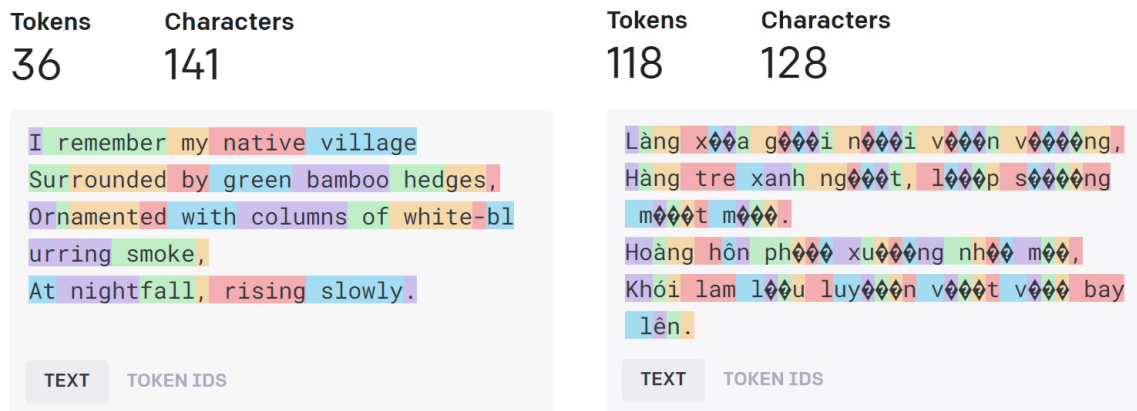 Tokens Characters
36 141
I remember my native village
Surrounded by green bamboo hedges,
Ornamented with columns of white-bl
urring smoke,
At nightfall, rising slowly.
TEXT TOKEN IDS
Tokens Characters
118 128
Làng x��a g���i n���i v���n v����ng,
Hàng tre xanh ng���t, l���p s����ng
m���t m���.
Hoàng hôn ph��� xu���ng nh�� m��,
Khói lam l��u luy���n v���t v��� bay
lên.
TEXT TOKEN IDS